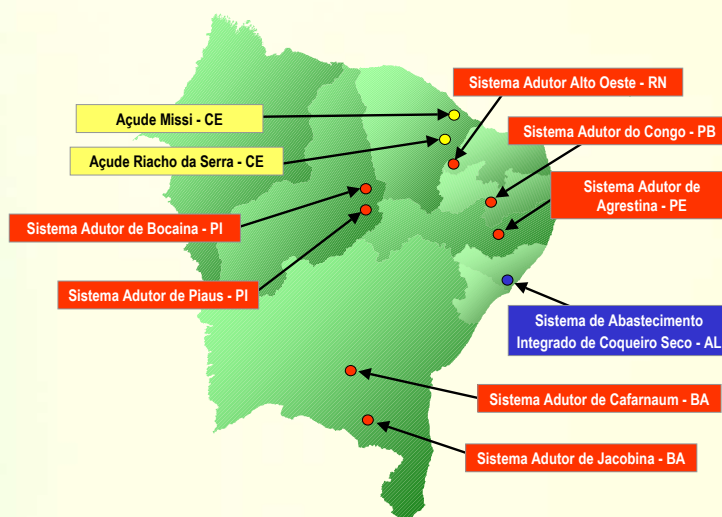 Sistema Adutor Alto Oeste - RN
Açude Missi - CE
Sistema Adutor do Congo - PB
Açude Riacho da Serra - CE
Sistema Adutor de
Agrestina - PE
Sistema Adutor de Bocaina - PI
Sistema Adutor de Piaus - PI
Sistema de Abastecimento
Integrado de Coqueiro Seco - AL
Sistema Adutor de Cafarnaum - BA
Sistema Adutor de Jacobina - BA